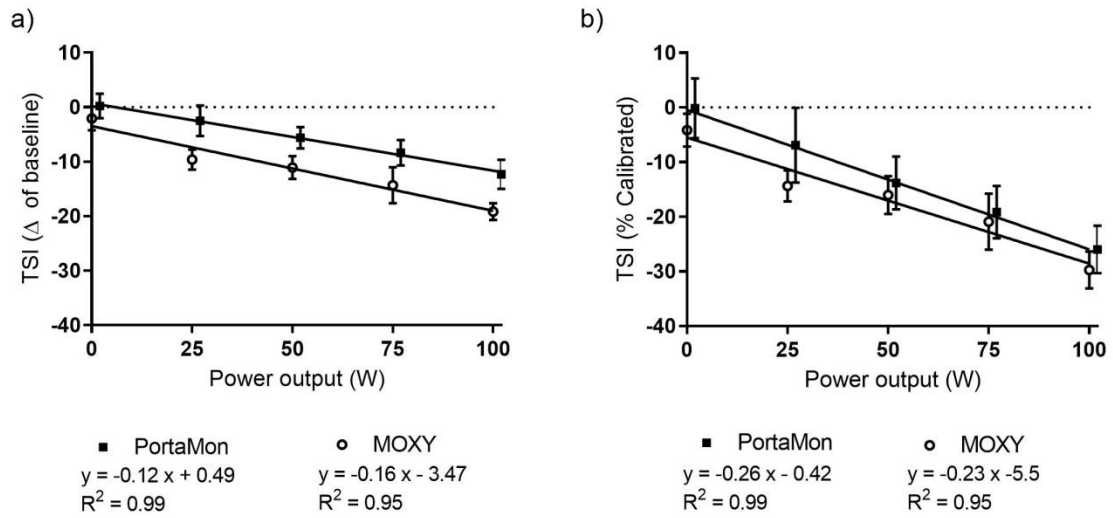 a)
TSI (Δ of baseline)
10
0
-10
-20
-30
-40
0 25 50 75 100
Power output (W)
PortaMon
y = -0.12 x + 0.49
R² = 0.99
MOXY
y = -0.16 x - 3.47
R² = 0.95
b)
TSI (% Calibrated)
10
0
-10
-20
-30
-40
0 25 50 75 100
Power output (W)
PortaMon
y = -0.26 x - 0.42
R² = 0.99
MOXY
y = -0.23 x -5.5
R² = 0.95